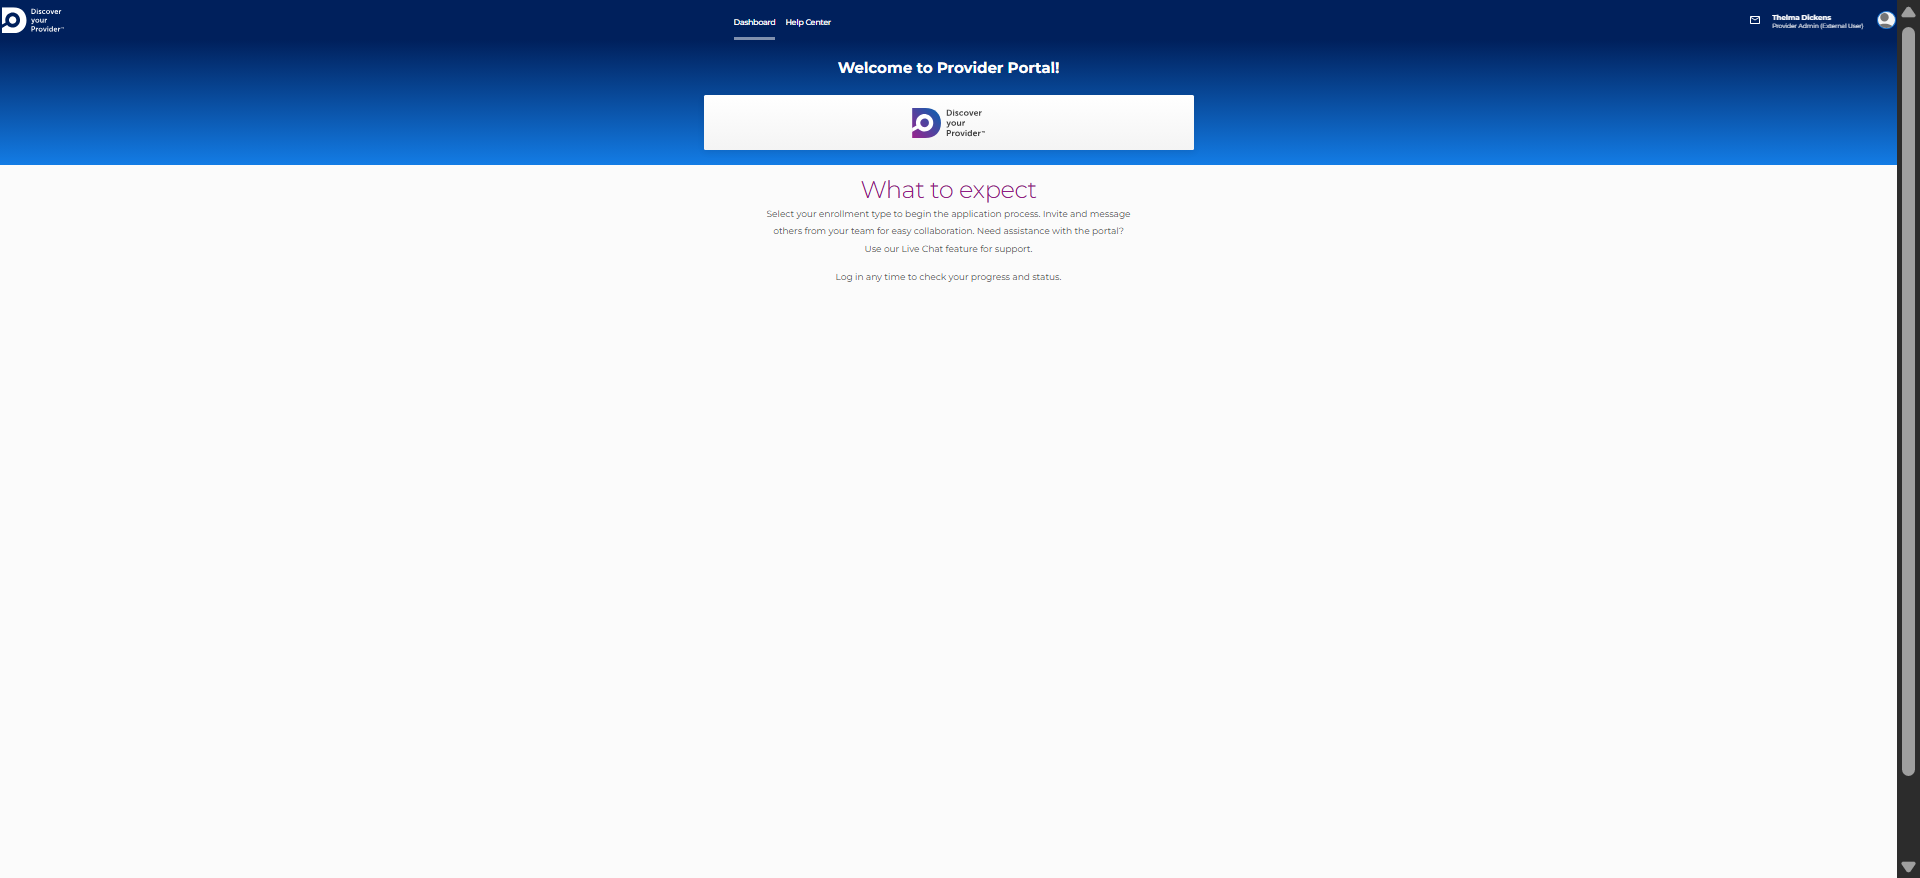 Discover
your
Provider™
Dashboard Help Center
Thelma Dickens
Provider Admin (External User)
Welcome to Provider Portal!
Discover
your
Provider™
What to expect
Select your enrollment type to begin the application process. Invite and message
others from your team for easy collaboration. Need assistance with the portal?
Use our Live Chat feature for support.
Log in any time to check your progress and status.